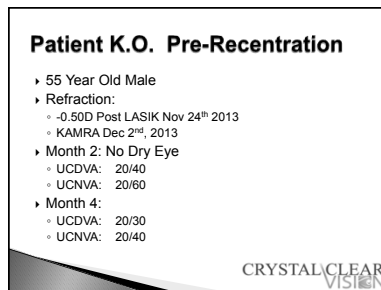 Patient K.O. Pre-Recentration
▸ 55 Year Old Male
▸ Refraction:
◦ -0.50D Post LASIK Nov 24th 2013
◦ KAMRA Dec 2nd, 2013
▸ Month 2: No Dry Eye
◦ UCDVA: 20/40
◦ UCNVA: 20/60
▸ Month 4:
◦ UCDVA: 20/30
◦ UCNVA: 20/40
CRYSTAL CLEAR
VISION